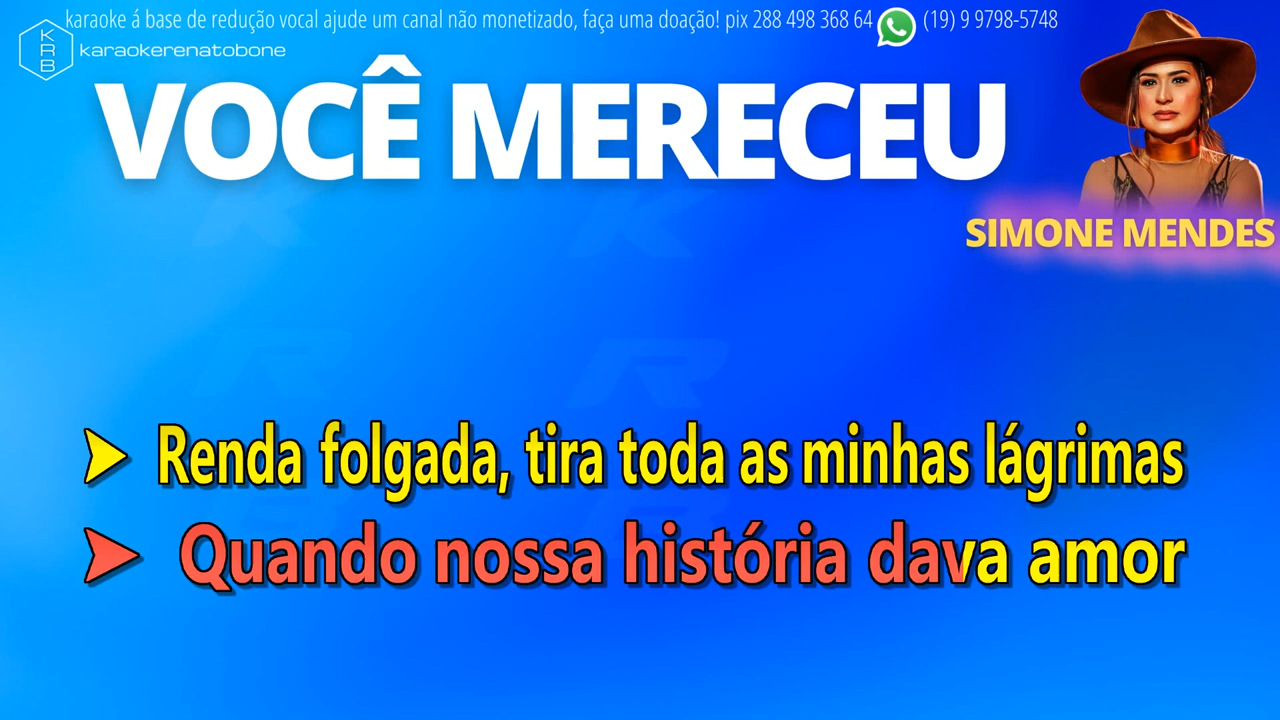 karaoke á base de redução vocal ajude um canal não monetizado, faça uma doação! pix 288 498 368 64 (19) 9 9798-5748
KRB
karaokerenatobone
VOCÊ MERECEU
SIMONE MENDES
K K
R R
B B
Renda folgada, tira toda as minhas lágrimas
Quando nossa história dava amor